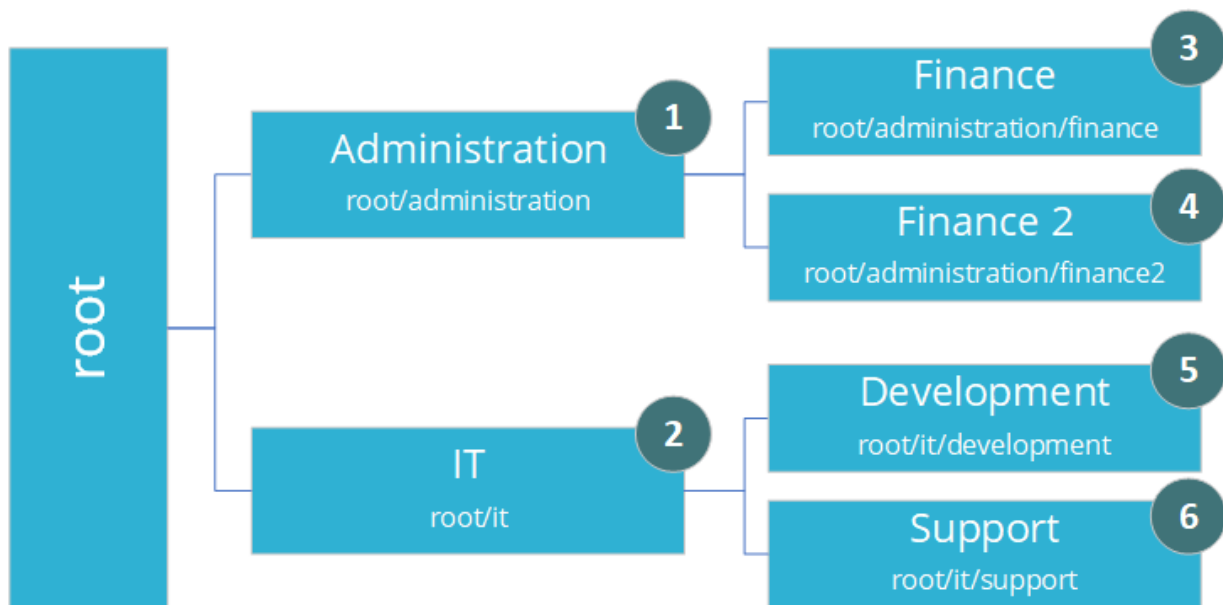 root
1
Administration
root/administration
2
IT
root/it
3
Finance
root/administration/finance
4
Finance 2
root/administration/finance2
5
Development
root/it/development
6
Support
root/it/support